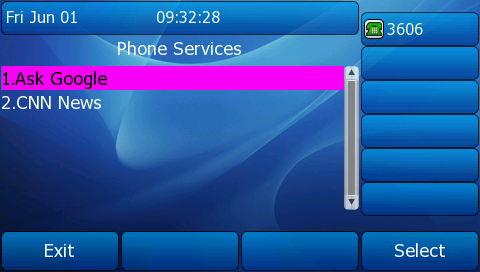 Fri Jun 01 09:32:28
3606
Phone Services
1.Ask Google
2.CNN News
Exit Select